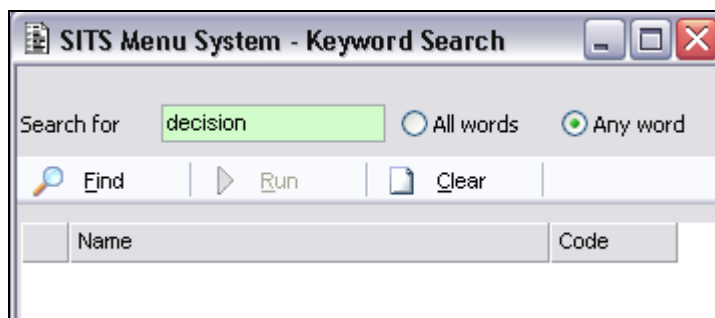 SITS Menu System - Keyword Search
Search for decision All words Any word
Find Run Clear
Name Code